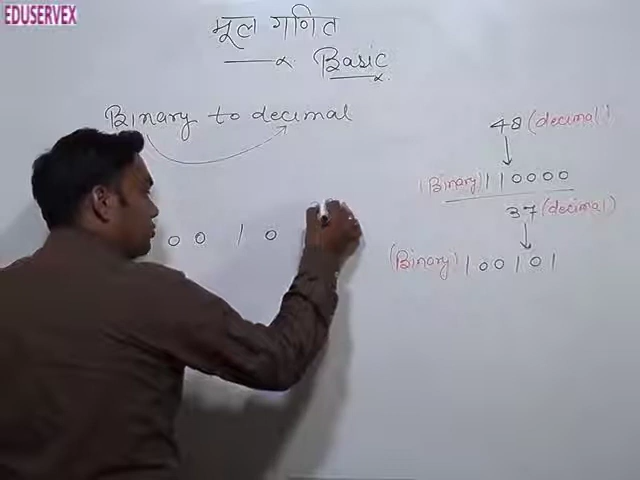 EDUSERVEX
मूल गणित
Basic
Binary to decimal
48 (decimal)
(Binary) 110000
37 (decimal)
(Binary) 100101
0 0 1 0